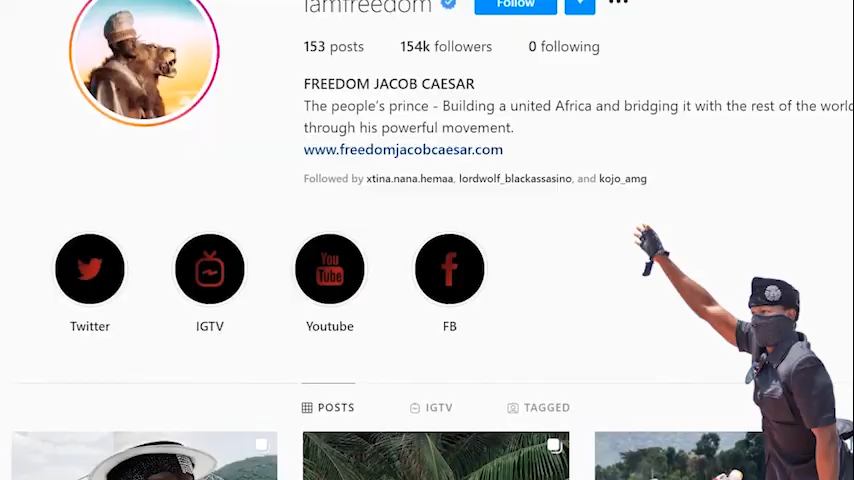 iamfreedom Follow
153 posts 154k followers 0 following
FREEDOM JACOB CAESAR
The people's prince - Building a united Africa and bridging it with the rest of the world
through his powerful movement.
www.freedomjacobcaesar.com
Followed by xtina.nana.hemaa, lordwolf_blackassasino, and kojo_amg
You
Tube
Twitter IGTV Youtube FB
POSTS IGTV TAGGED